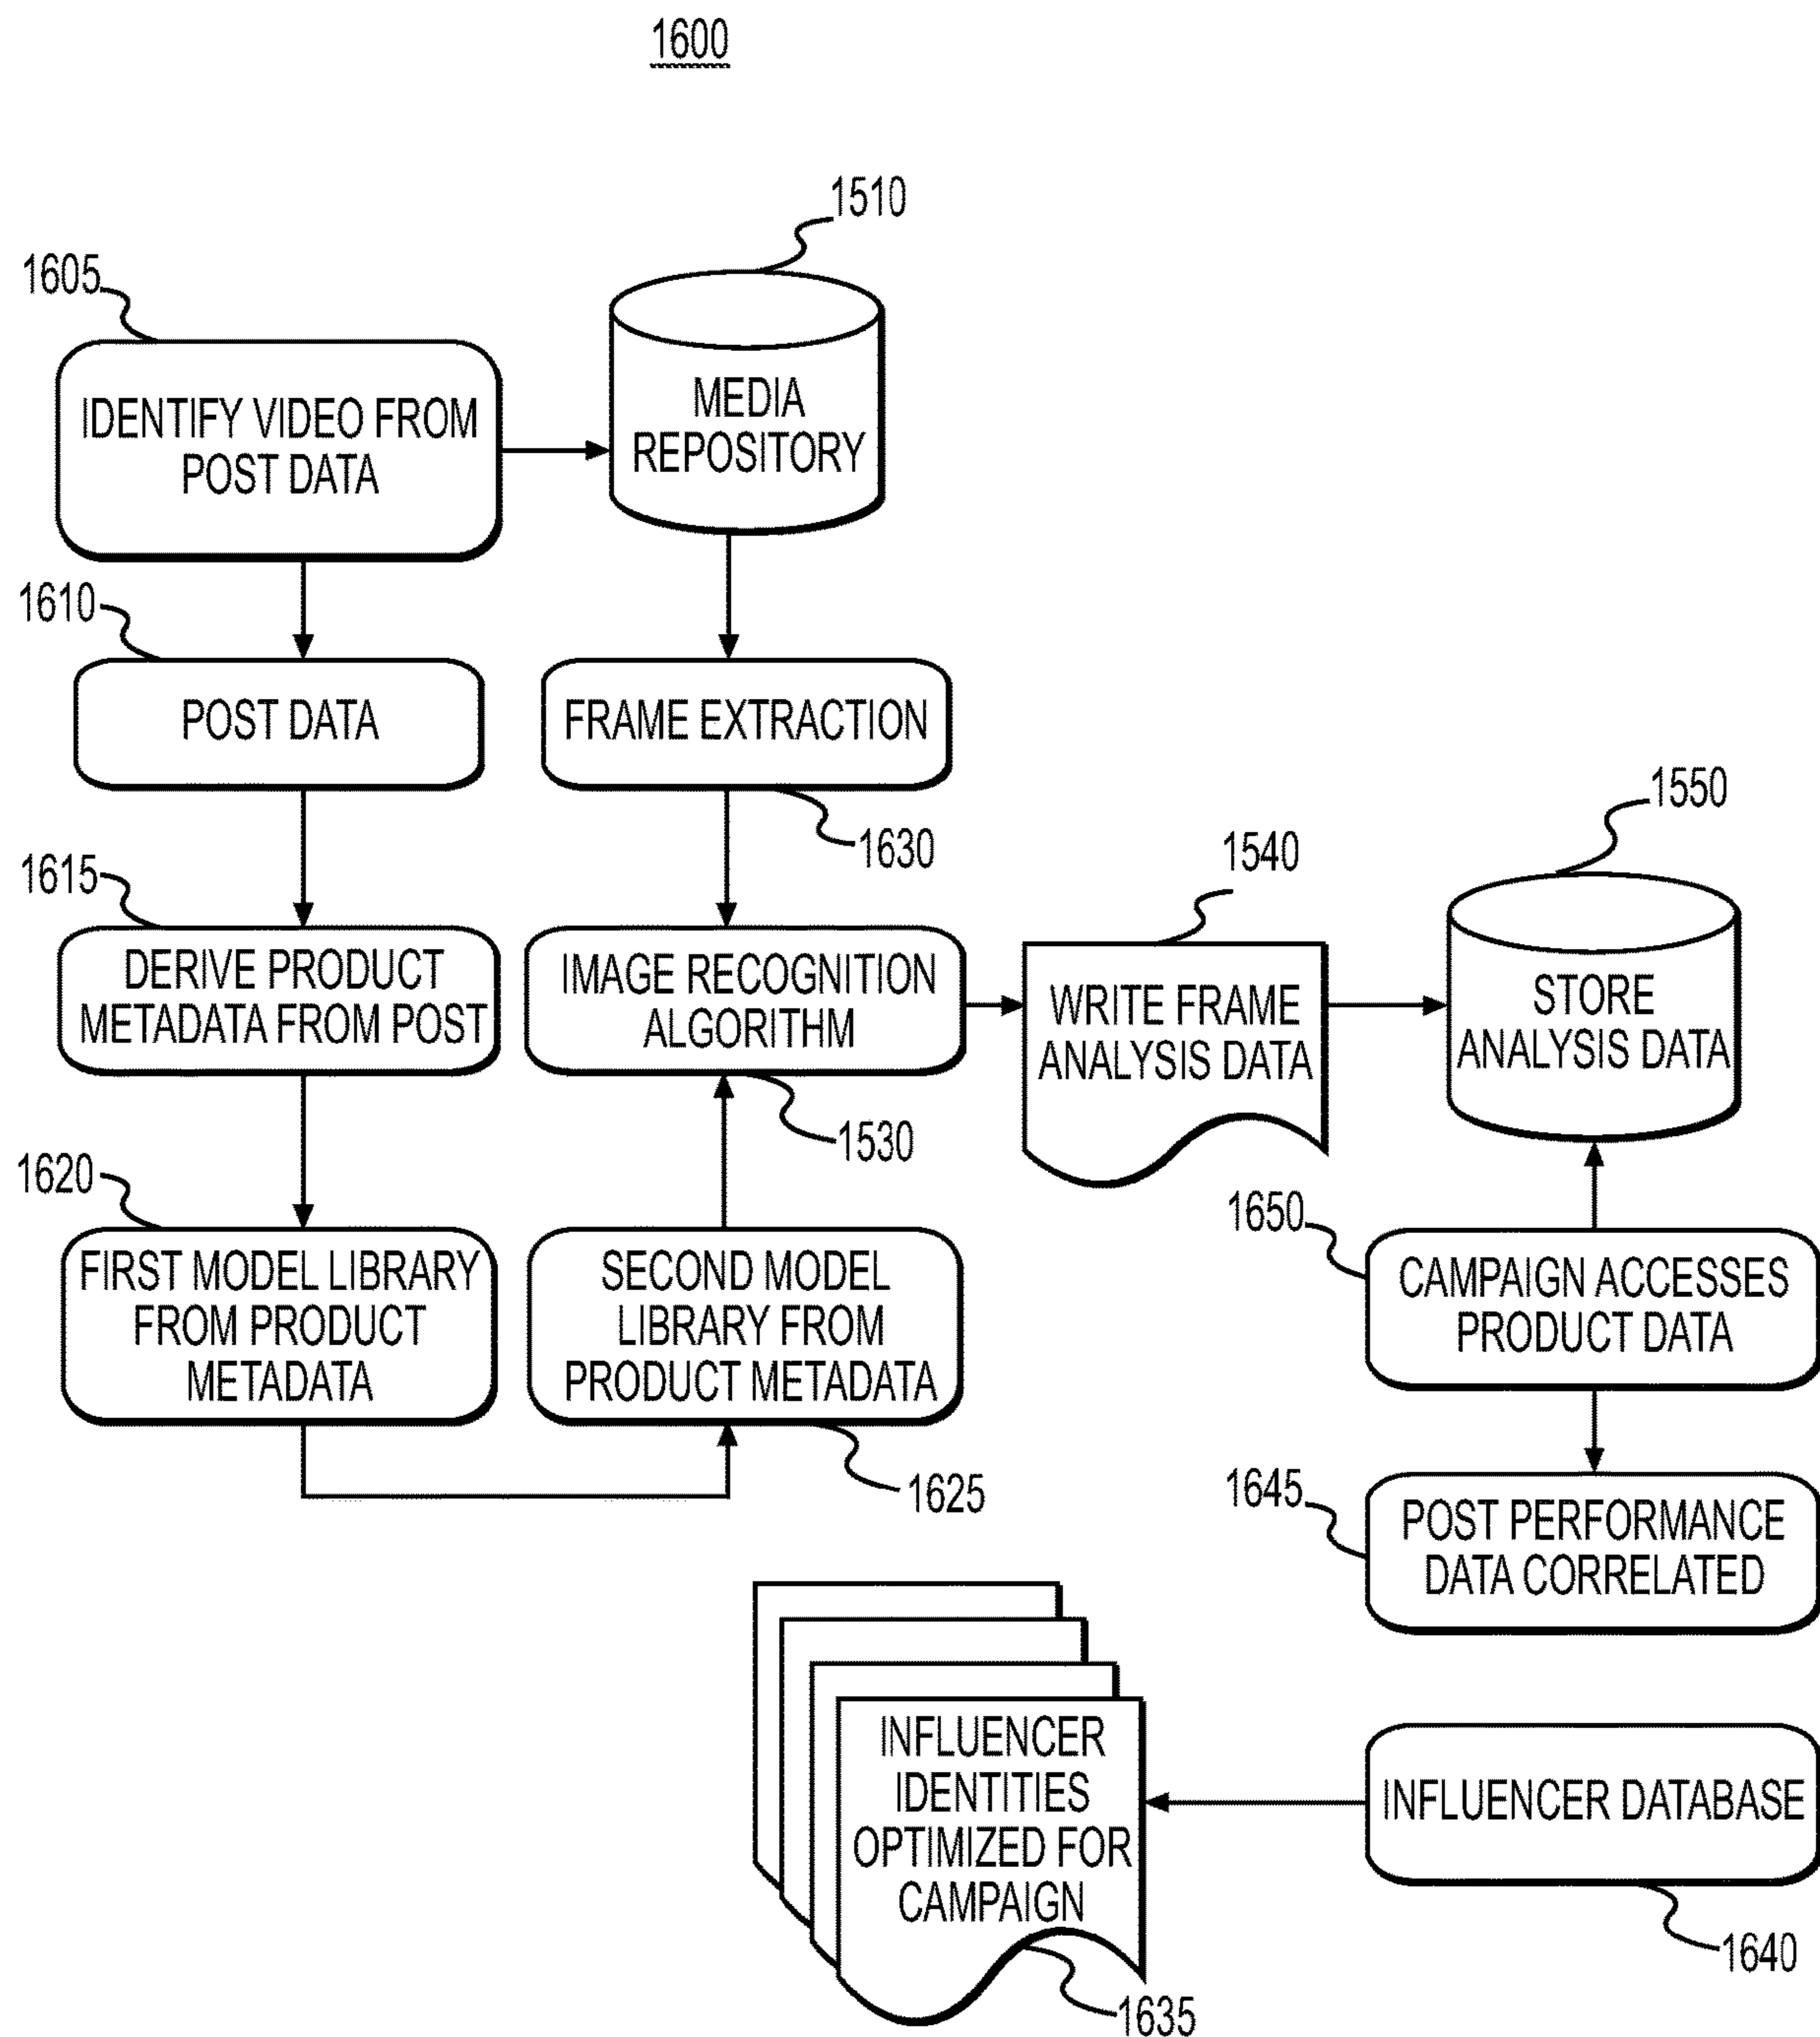 1600
1510
1605
IDENTIFY VIDEO FROM
POST DATA
MEDIA
REPOSITORY
1610
POST DATA
FRAME EXTRACTION
1630
1615
DERIVE PRODUCT
METADATA FROM POST
IMAGE RECOGNITION
ALGORITHM
1530
1540
WRITE FRAME
ANALYSIS DATA
1550
STORE
ANALYSIS DATA
1620
FIRST MODEL LIBRARY
FROM PRODUCT
METADATA
SECOND MODEL
LIBRARY FROM
PRODUCT METADATA
1625
1650
CAMPAIGN ACCESSES
PRODUCT DATA
1645
POST PERFORMANCE
DATA CORRELATED
INFLUENCER
IDENTITIES
OPTIMIZED FOR
CAMPAIGN
1635
INFLUENCER DATABASE
1640